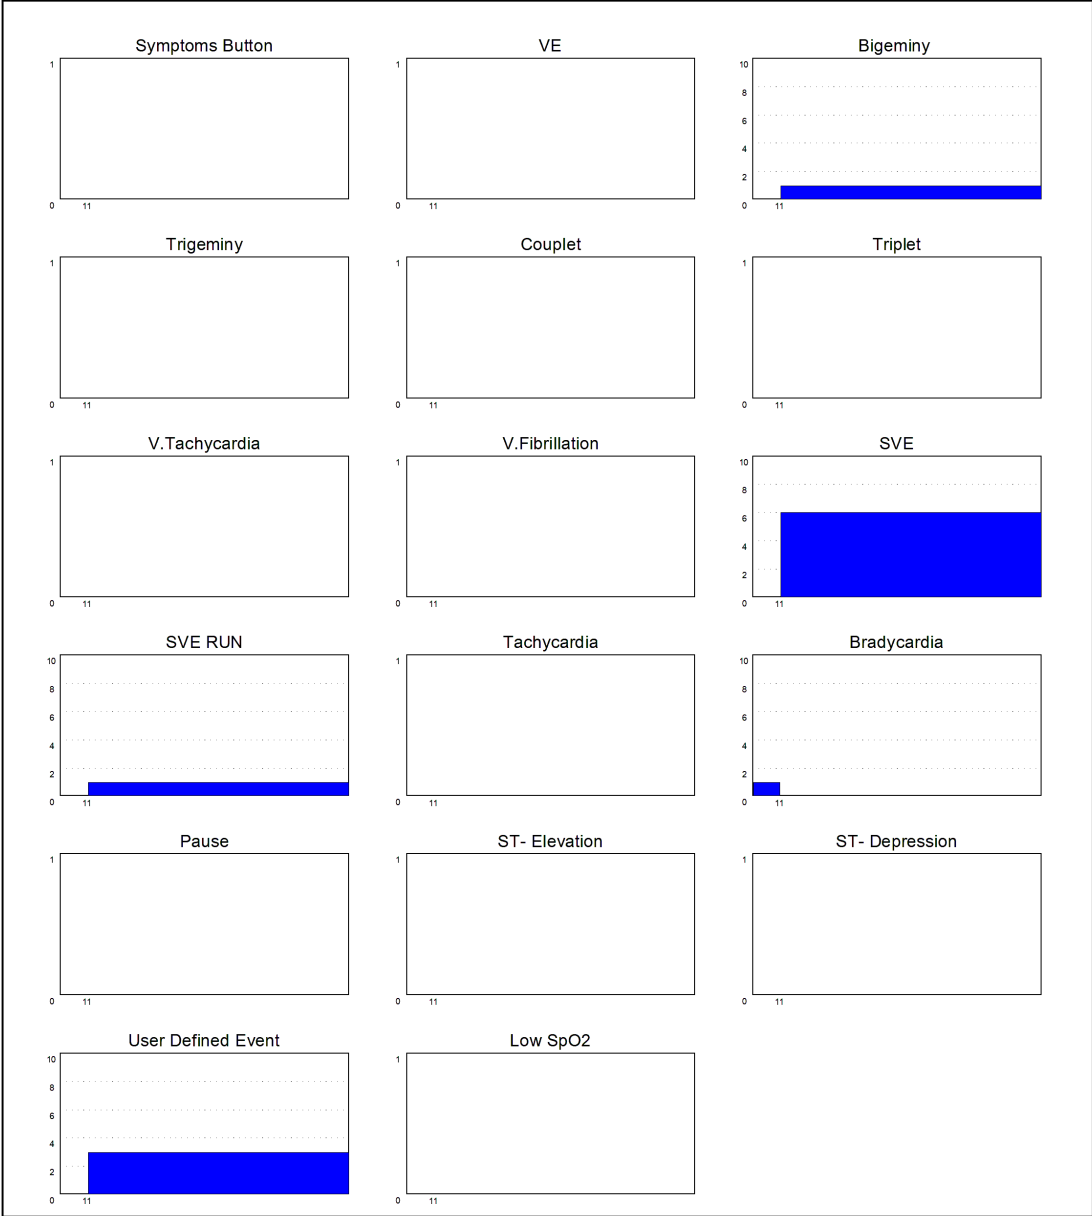 Symptoms Button VE Bigeminy
1 1 10
8
6
4
2
0 11 0 11 0 11
Trigeminy Couplet Triplet
1 1 1
0 11 0 11 0 11
V.Tachycardia V.Fibrillation SVE
1 1 10
8
6
4
2
0 11 0 11 0 11
SVE RUN Tachycardia Bradycardia
10 1 10
8 8
6 6
4 4
2 2
0 11 0 11 0 11
Pause ST- Elevation ST- Depression
1 1 1
0 11 0 11 0 11
User Defined Event Low SpO2
10 1
8
6
4
2
0 11 0 11